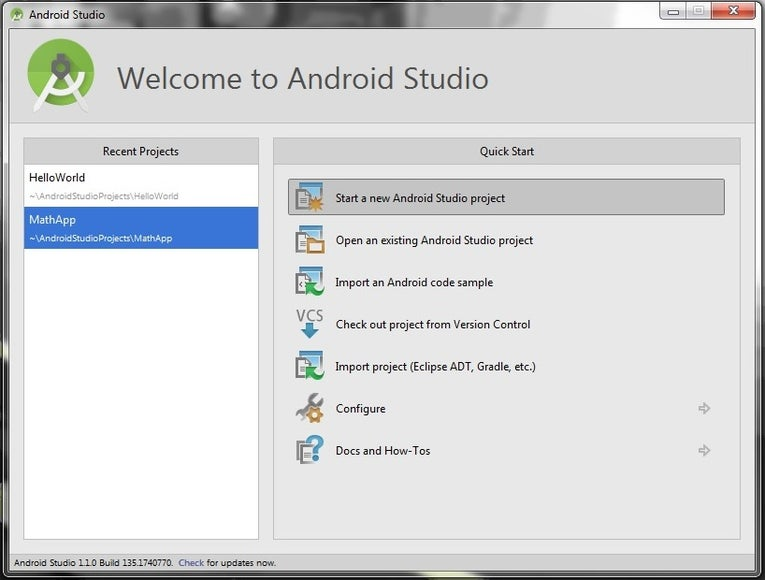 Android Studio
Welcome to Android Studio
Recent Projects
HelloWorld
~\AndroidStudioProjects\HelloWorld
MathApp
~\AndroidStudioProjects\MathApp
Quick Start
Start a new Android Studio project
Open an existing Android Studio project
Import an Android code sample
VCS
Check out project from Version Control
Import project (Eclipse ADT, Gradle, etc.)
Configure
Docs and How-Tos
Android Studio 1.1.0 Build 135.1740770. Check for updates now.